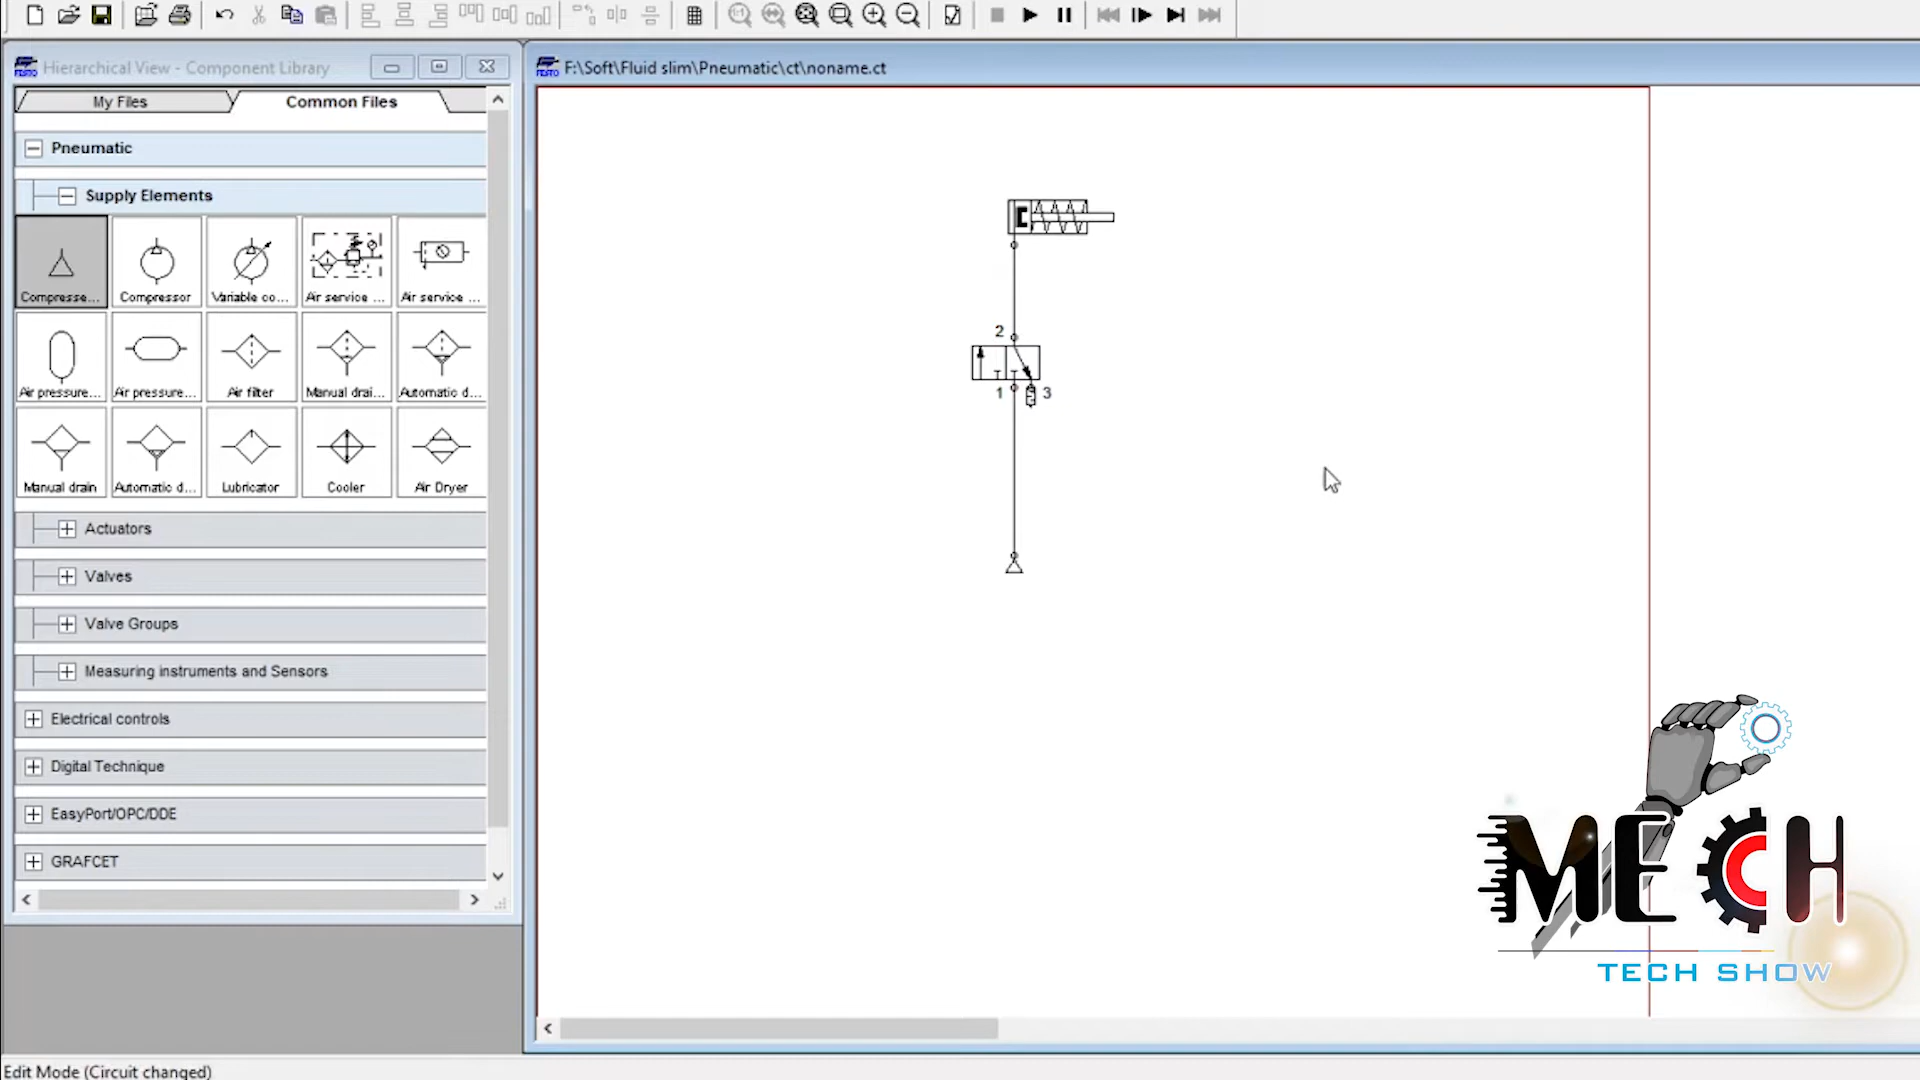 Hierarchical View - Component Library
F:\Soft\Fluid slim\Pneumatic\ct\noname.ct
My Files
Common Files
Pneumatic
Supply Elements
Compresse...
Compressor
Variable co...
Air service ...
Air service ...
Air pressure...
Air pressure...
Air filter
Manual drai...
Automatic d...
Manual drain
Automatic d...
Lubricator
Cooler
Air Dryer
Actuators
Valves
Valve Groups
Measuring instruments and Sensors
Electrical controls
Digital Technique
EasyPort/OPC/DDE
GRAFCET
2
1
3
MECH
TECH SHOW
Edit Mode (Circuit changed)